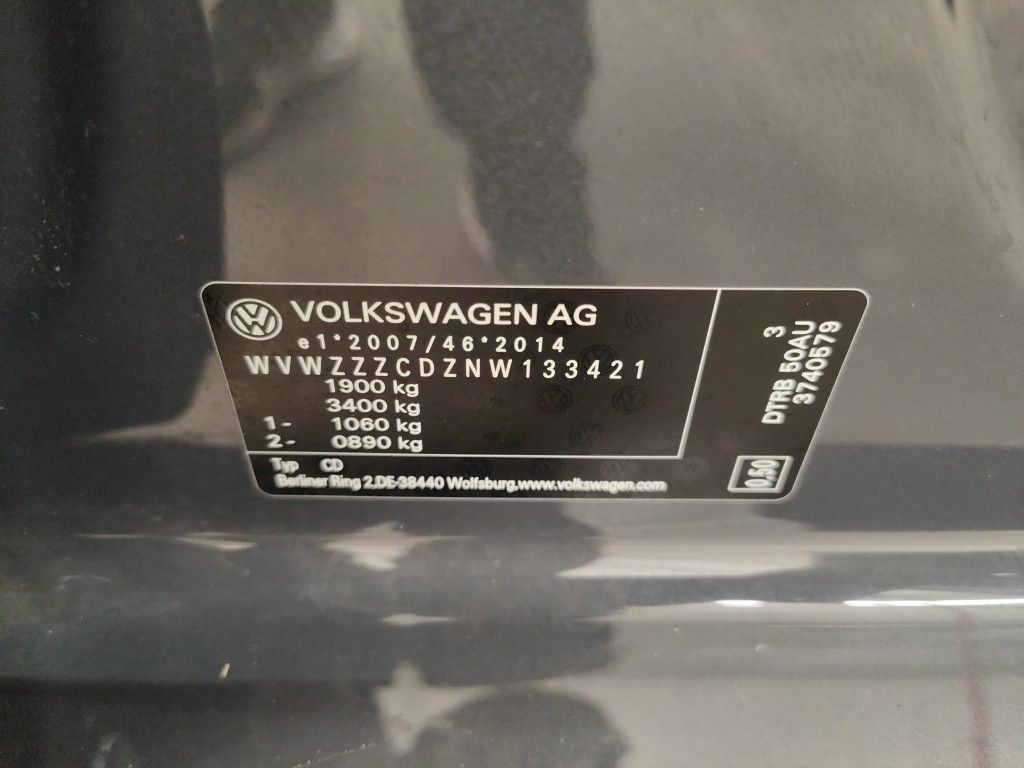 VOLKSWAGEN AG
e1*2007/46*2014
WVWZZZCDZNW133421
1900 kg
3400 kg
1- 1060 kg
2- 0890 kg
Typ CD
Berliner Ring 2,DE-38440 Wolfsburg,www.volkswagen.com
3
DTRB 50AU
3740579
0.50